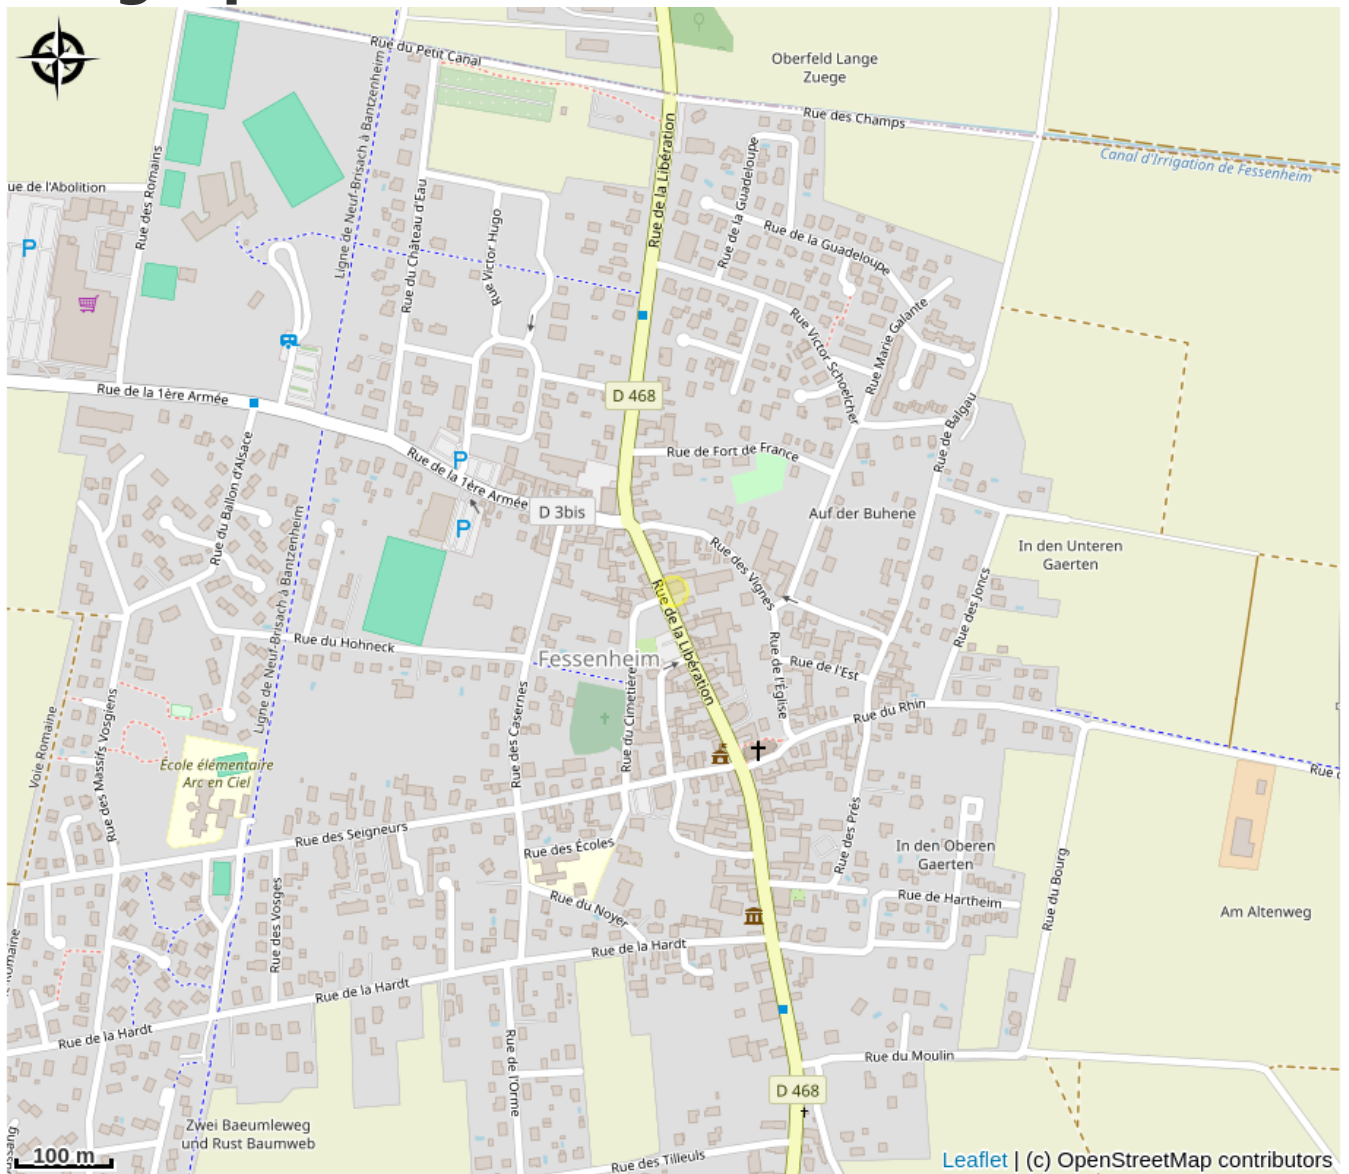 Rue du Petit Canal
Oberfeld Lange
Zuege
Rue des Champs
Canal d'Irrigation de Fessenheim
ue de l'Abolition
Rue des Romains
Ligne de Neuf-Brisach à Bantzenheim
Rue du Château d'Eau
Rue Victor Hugo
Rue de la Libération
Rue de la Guadeloupe
Rue de la Guadeloupe
P
Rue Victor Schoelcher
Rue Marie Galante
Rue de la 1ère Armée
D 468
Rue de Balgau
Rue du Ballon d'Alsace
Rue de la 1ère Armée
P
Rue de Fort de France
D 3bis
P
Auf der Buhene
In den Unteren
Gaerten
Rue des Vignes
Ligne de Neuf-Brisach à Bantzenheim
Rue du Hohneck
Rue de la Libération
Fessenheim
Rue des Joncs
Rue de l'Église
Rue de l'Est
Rue du Rhin
Rue du Cimetière
Rue des Casernes
Voie Romaine
Rue des Massifs Vosgiens
École élémentaire
Arc en Ciel
Rue d
Rue des Seigneurs
Rue des Écoles
Rue des Prés
In den Oberen
Gaerten
Rue du Bourg
Rue de Hartheim
Am Altenweg
Rue des Vosges
Rue du Noyer
Rue de la Hardt
Rue de la Hardt
Rue de la Hardt
Romaine
Rue de l'Orme
Rue du Moulin
D 468
Zwei Baeumleweg
und Rust Baumweb
Rue des Tilleuls
100 m
Leaflet | (c) OpenStreetMap contributors